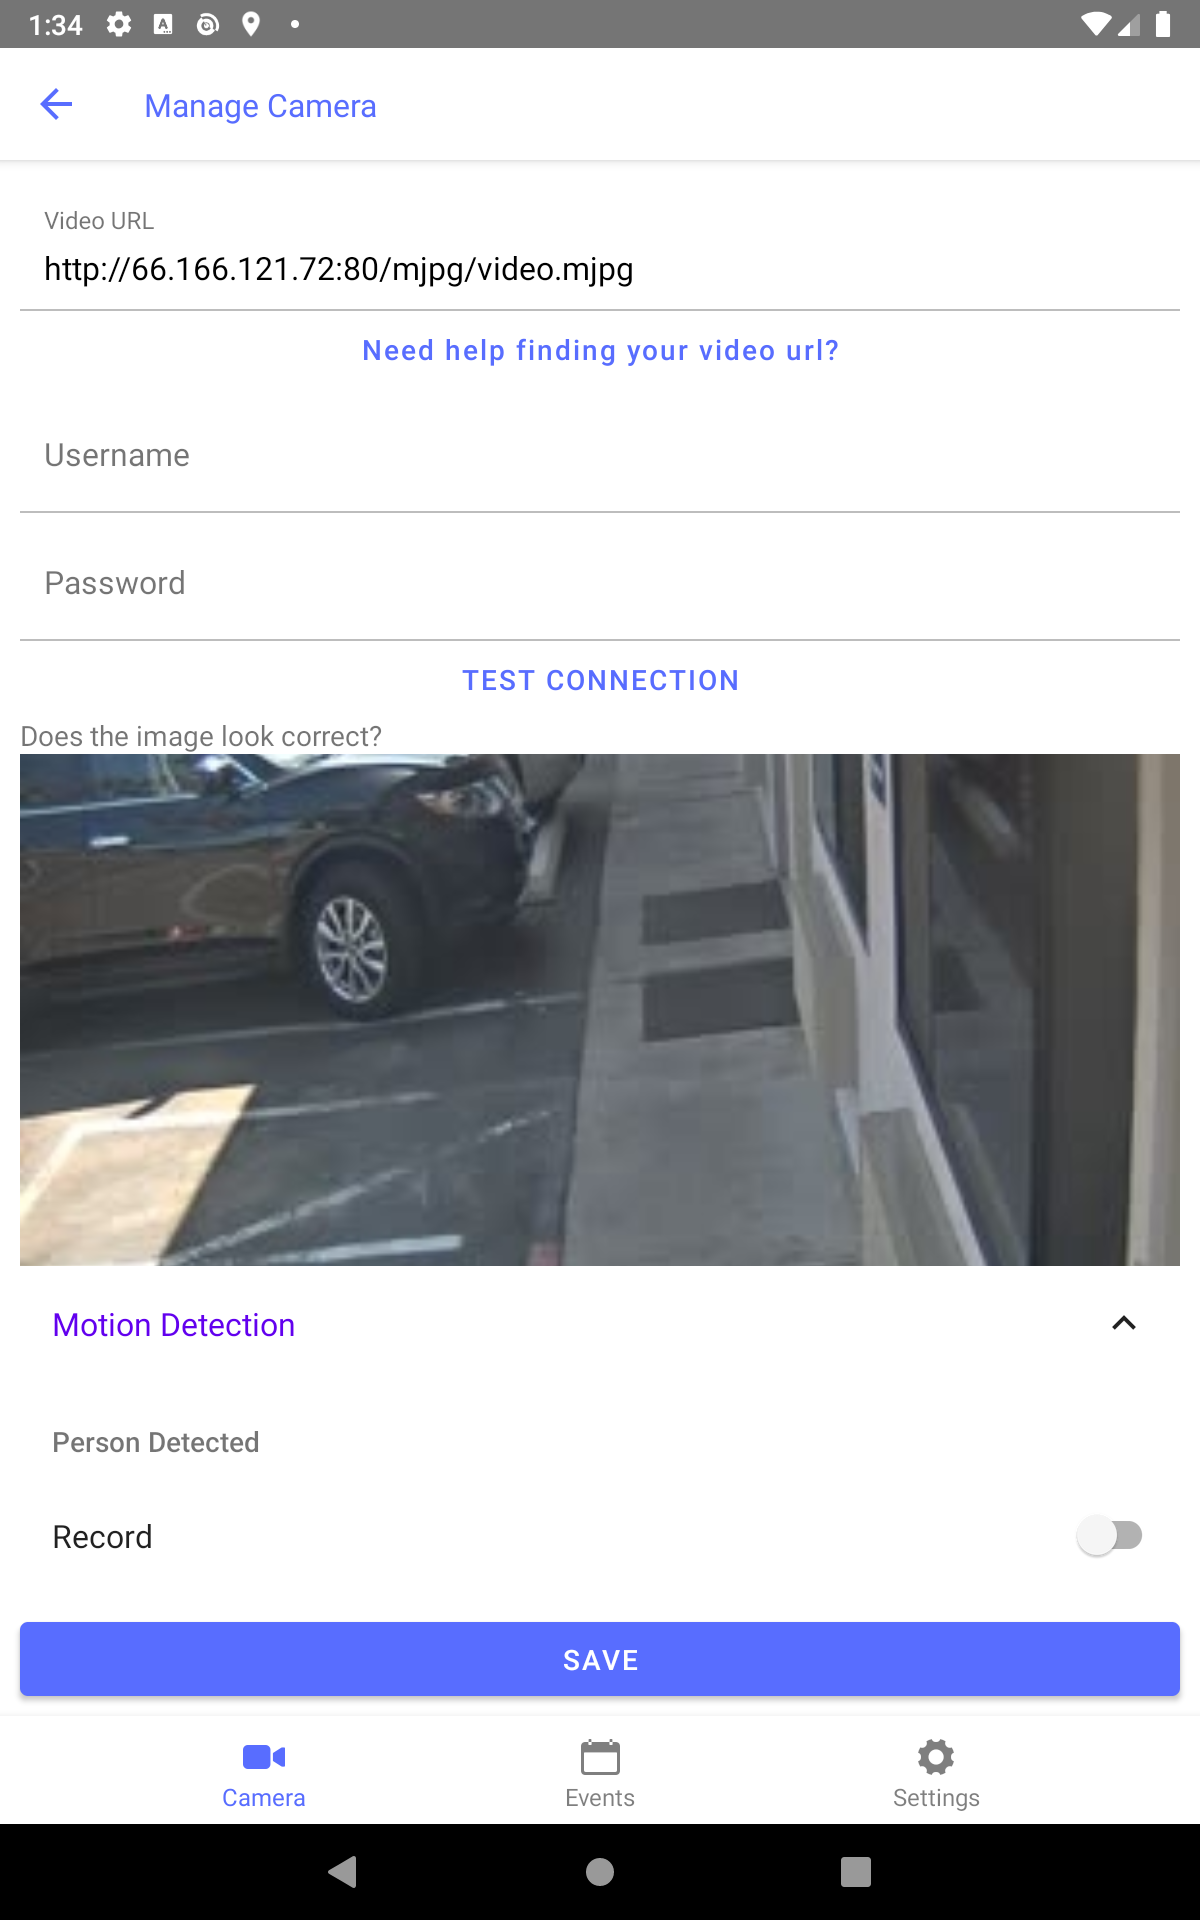 1:34
Manage Camera
Video URL
http://66.166.121.72:80/mjpg/video.mjpg
Need help finding your video url?
Username
Password
TEST CONNECTION
Does the image look correct?
Motion Detection
Person Detected
Record
SAVE
Camera
Events
Settings